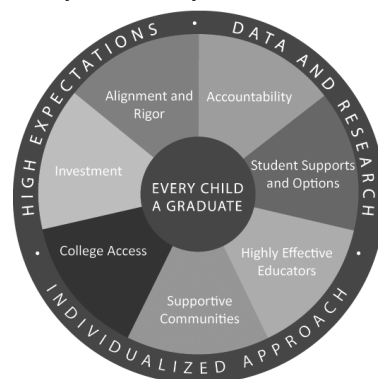 HIGH EXPECTATIONS • DATA AND RESEARCH • INDIVIDUALIZED APPROACH •
Alignment and
Rigor
Accountability
Investment
Student Supports
and Options
EVERY CHILD
A GRADUATE
College Access
Highly Effective
Educators
Supportive
Communities